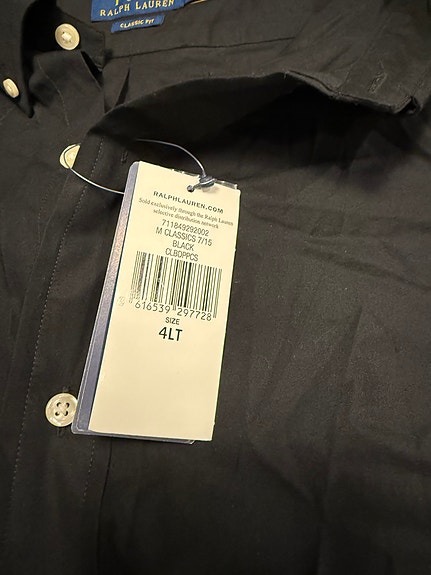 RALPH LAUREN
CLASSIC FIT
RALPHLAUREN.COM
Sold exclusively through the Ralph Lauren
selective distribution network
711849292002
M CLASSICS 7/15
BLACK
CLBDPPCS
616539 297728
SIZE
4LT